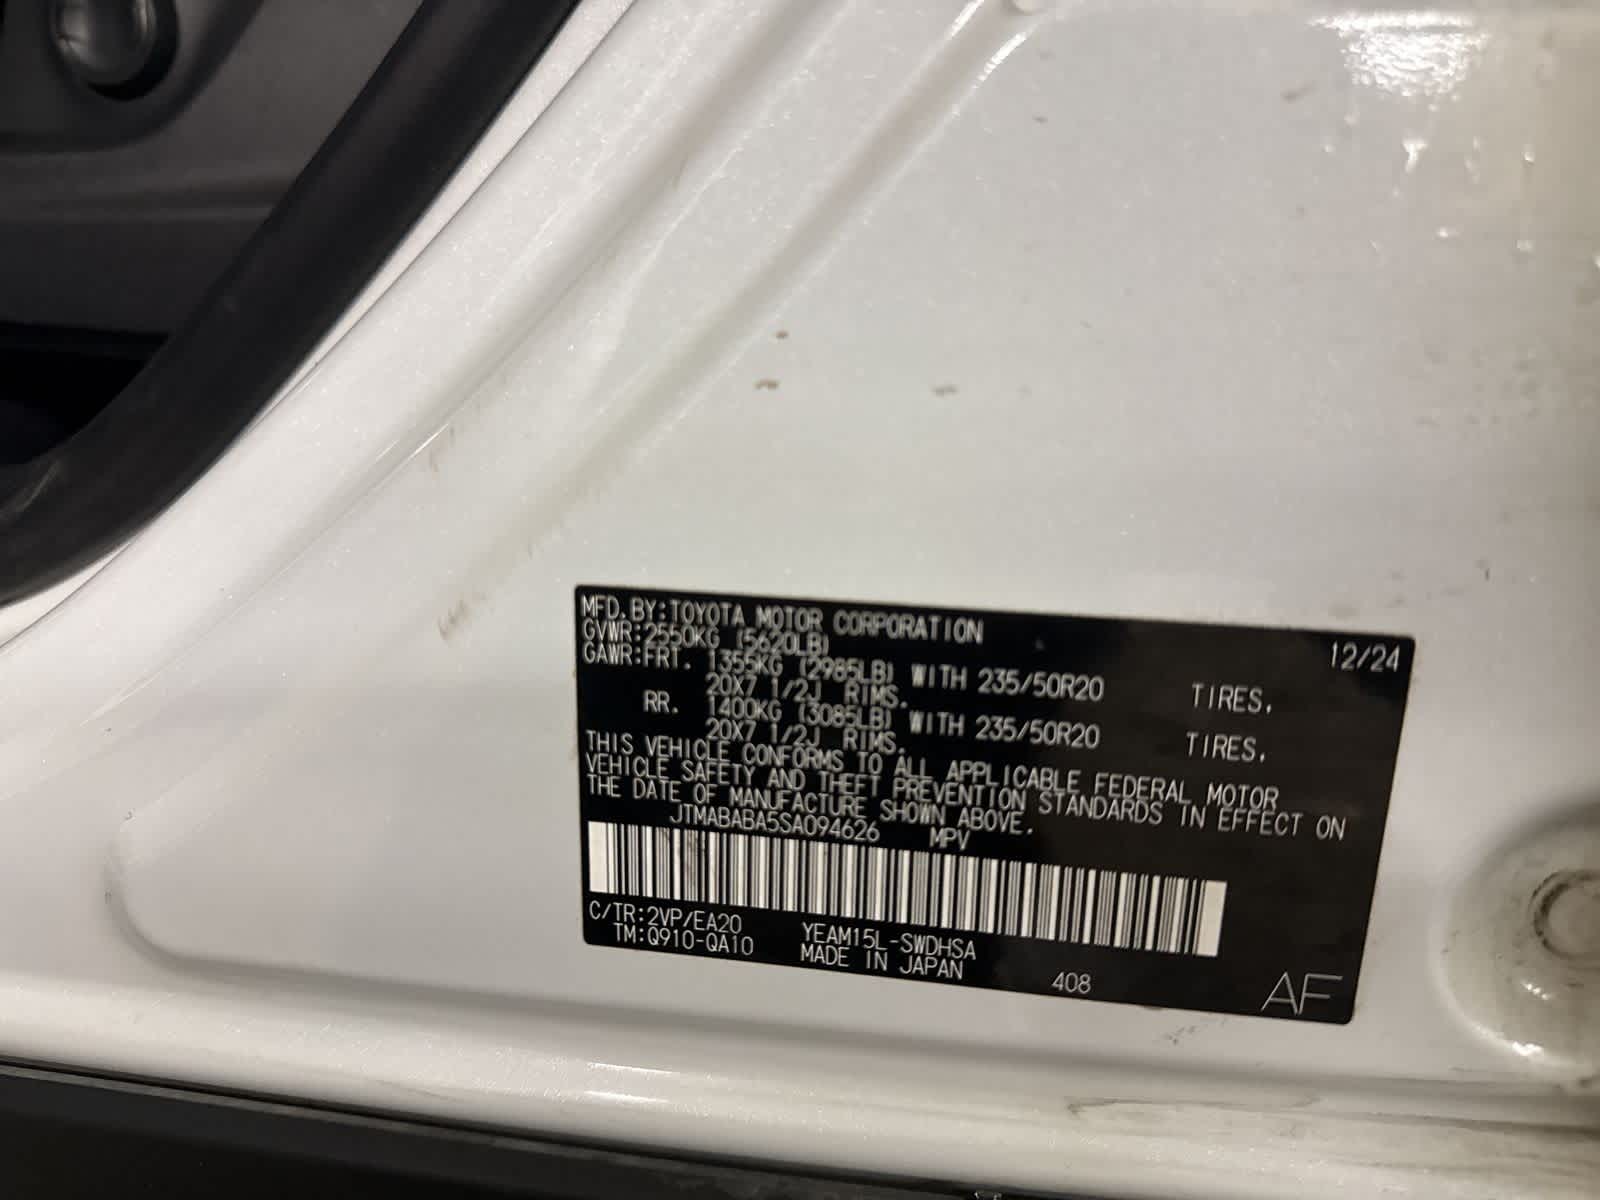 MFD.BY:TOYOTA MOTOR CORPORATION 12/24
GVWR:2550KG (5620LB)
GAWR:FRT. 1355KG (2985LB) WITH 235/50R20 TIRES.
20X7 1/2J RIMS.
RR. 1400KG (3085LB) WITH 235/50R20 TIRES.
20X7 1/2J RIMS.
THIS VEHICLE CONFORMS TO ALL APPLICABLE FEDERAL MOTOR
VEHICLE SAFETY AND THEFT PREVENTION STANDARDS IN EFFECT ON
THE DATE OF MANUFACTURE SHOWN ABOVE.
JTMABABA5SA094626 MPV
C/TR:2VP/EA20 YEAM15L-SWDHSA
TM:Q910-QA10 MADE IN JAPAN 408
AF